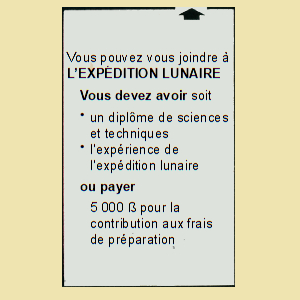 Vous pouvez vous joindre à
L'EXPÉDITION LUNAIRE
Vous devez avoir soit
• un diplôme de sciences
et techniques
• l'expérience de
l'expédition lunaire
ou payer
5 000 ß pour la
contribution aux frais
de préparation